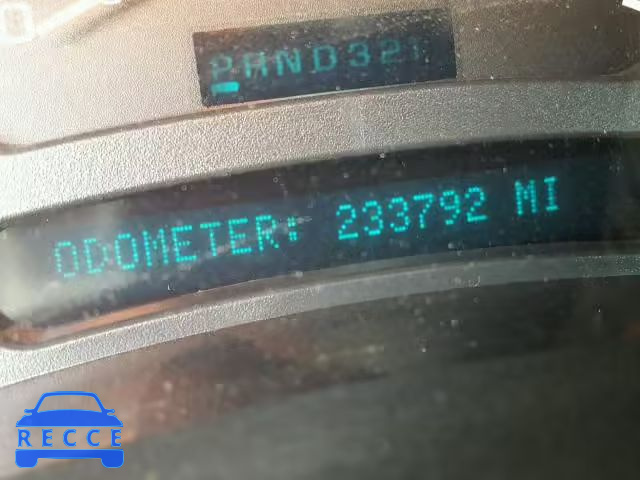 PRND321
ODOMETER: 233792 MI
RECCE